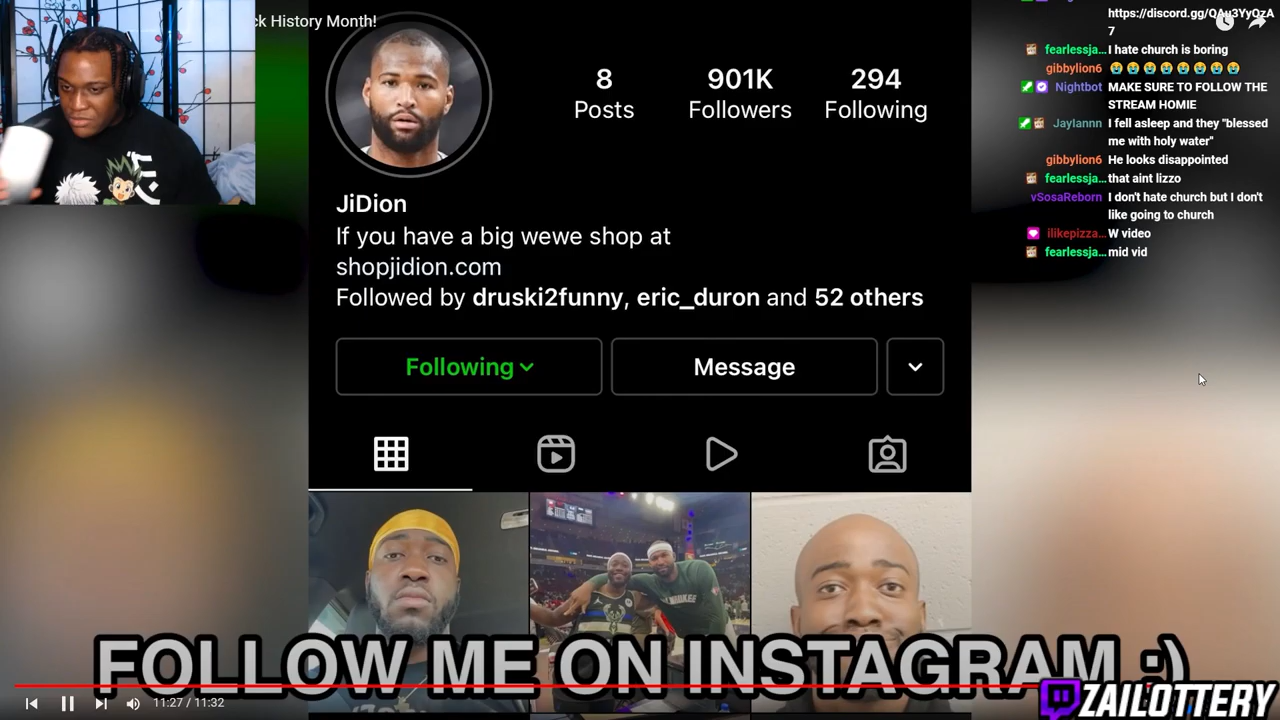 ck History Month!
8
Posts
901K
Followers
294
Following
JiDion
If you have a big wewe shop at
shopjidion.com
Followed by druski2funny, eric_duron and 52 others
Following
Message
FOLLOW ME ON INSTAGRAM :)
11:27 / 11:32
7
fearlessja... I hate church is boring
gibbylion6 😭😭😭😭😭😭😭😭
Nightbot MAKE SURE TO FOLLOW THE
STREAM HOMIE
Jaylannn I fell asleep and they "blessed
me with holy water"
gibbylion6 He looks disappointed
fearlessja... that aint lizzo
vSosaReborn I don't hate church but I don't
like going to church
ilikepizza... W video
fearlessja... mid vid
ZAILOTTERY